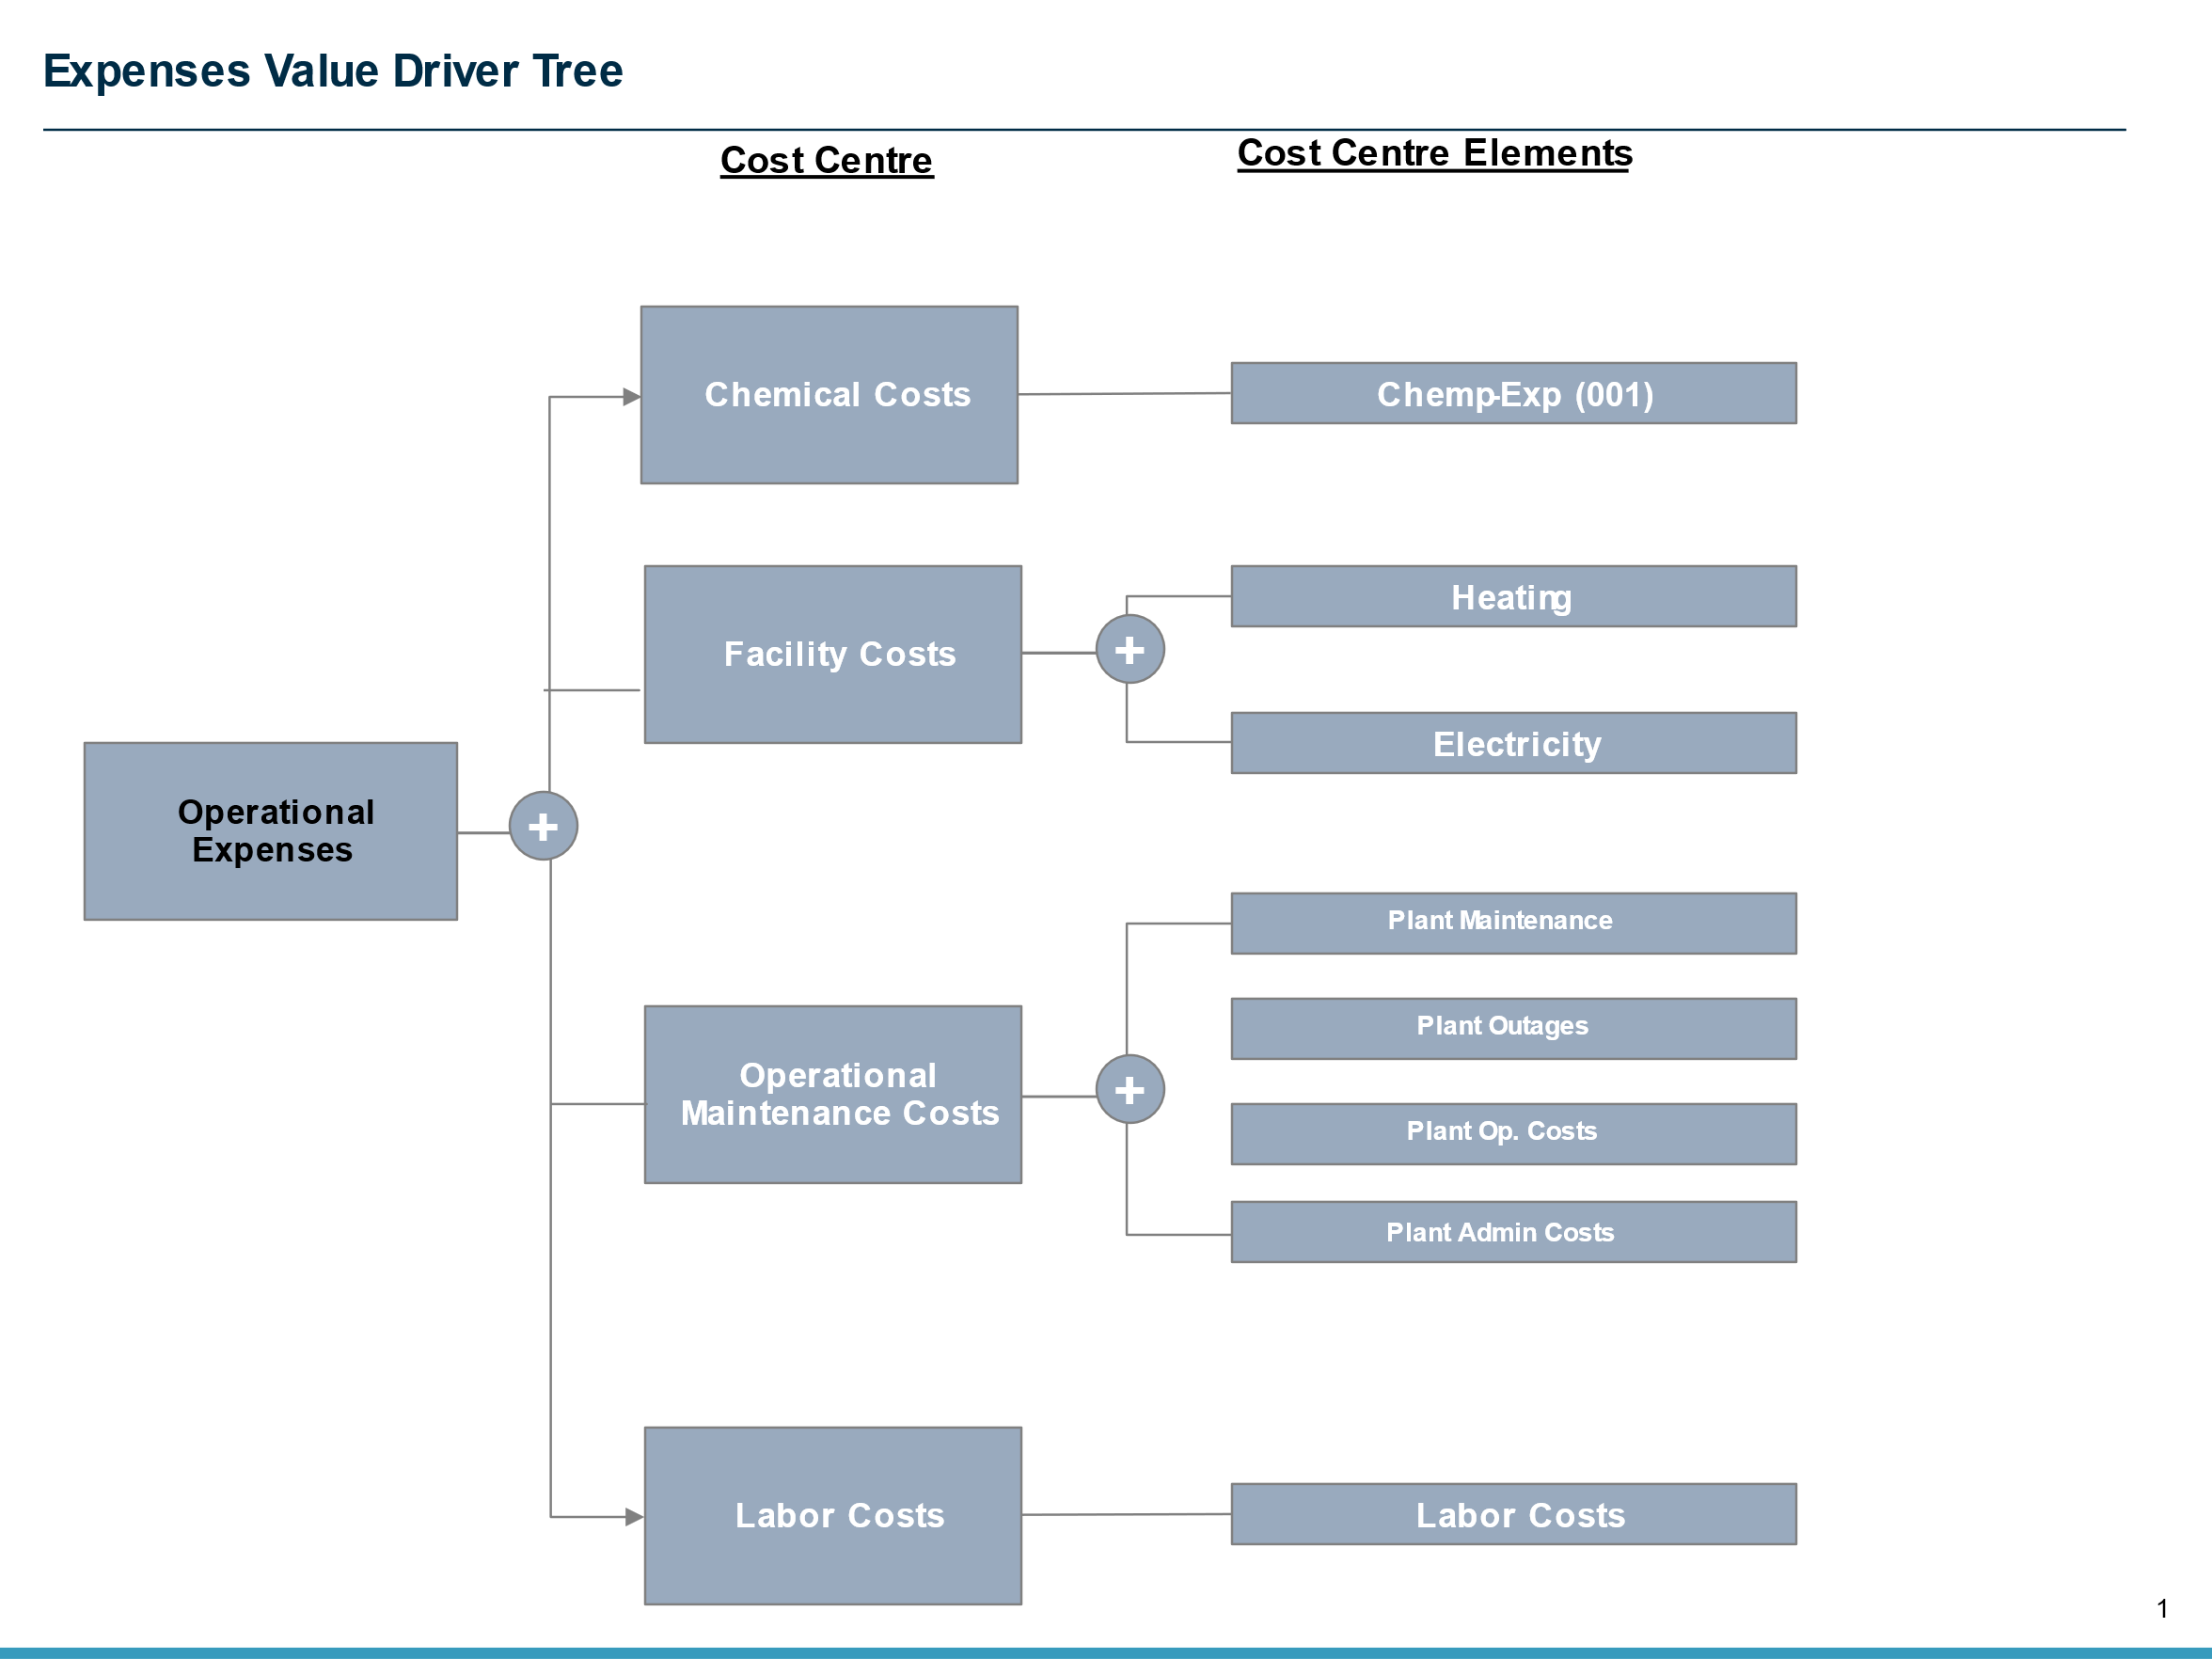 Expenses Value Driver Tree
Cost Centre
Cost Centre Elements
Chemical Costs
Chemp-Exp (001)
Facility Costs
+
Heating
Electricity
Operational
Expenses
+
Operational
Maintenance Costs
+
Plant Maintenance
Plant Outages
Plant Op. Costs
Plant Admin Costs
Labor Costs
Labor Costs
1